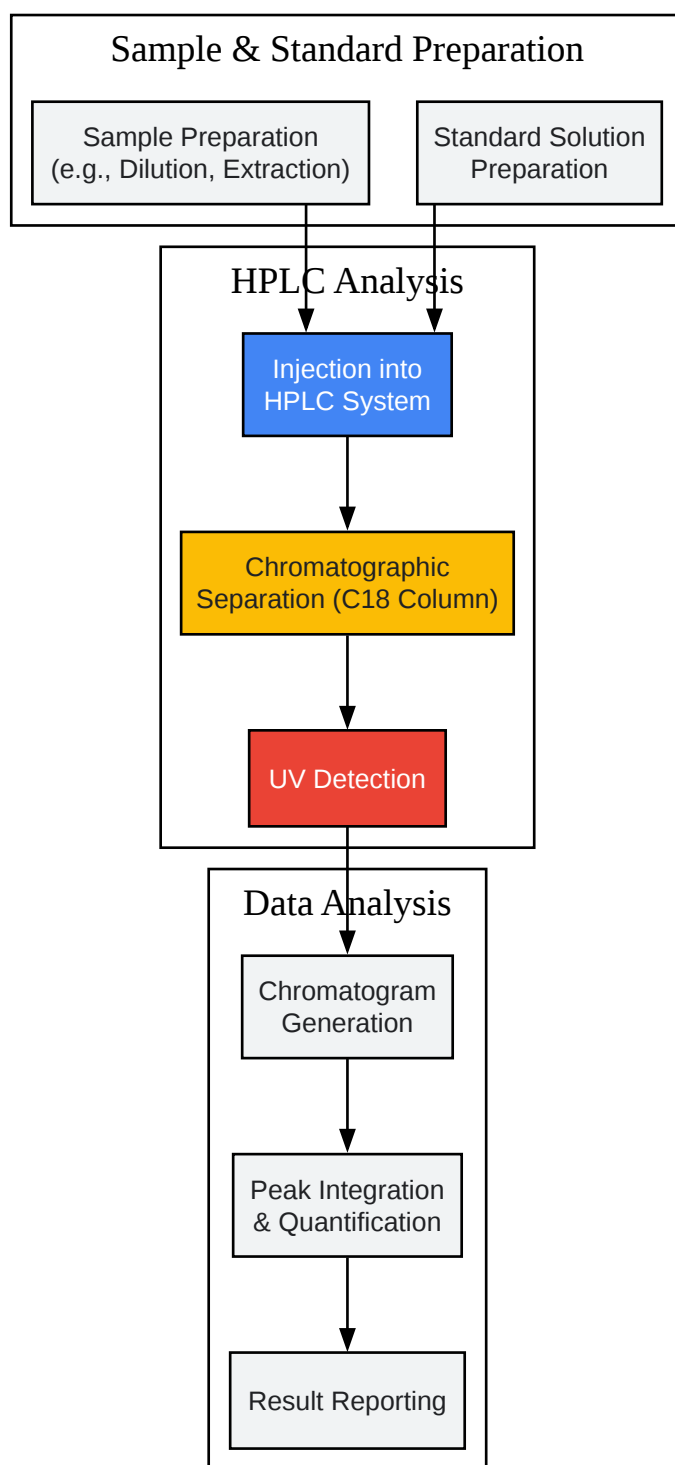 Sample & Standard Preparation
Sample Preparation
(e.g., Dilution, Extraction)
Standard Solution
Preparation
HPLC Analysis
Injection into
HPLC System
Chromatographic
Separation (C18 Column)
UV Detection
Data Analysis
Chromatogram
Generation
Peak Integration
& Quantification
Result Reporting